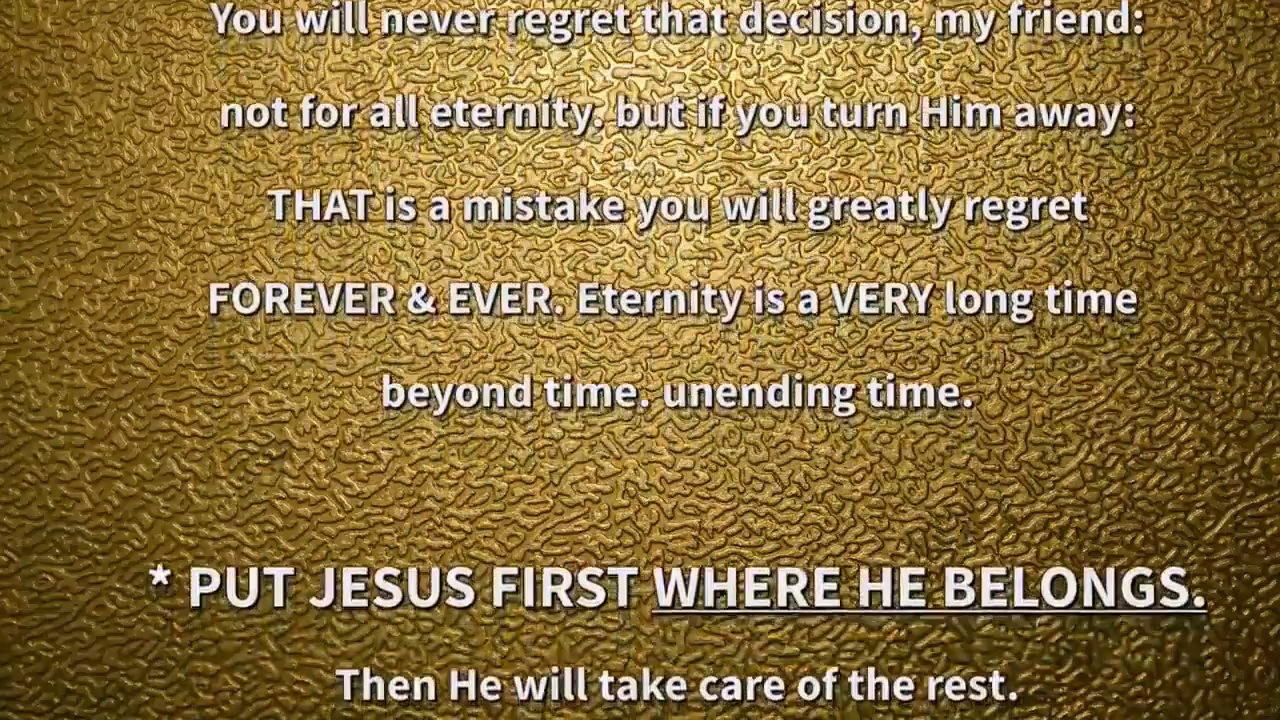 You will never regret that decision, my friend:
not for all eternity. but if you turn Him away:
THAT is a mistake you will greatly regret
FOREVER & EVER. Eternity is a VERY long time
beyond time. unending time.
* PUT JESUS FIRST WHERE HE BELONGS.
Then He will take care of the rest.